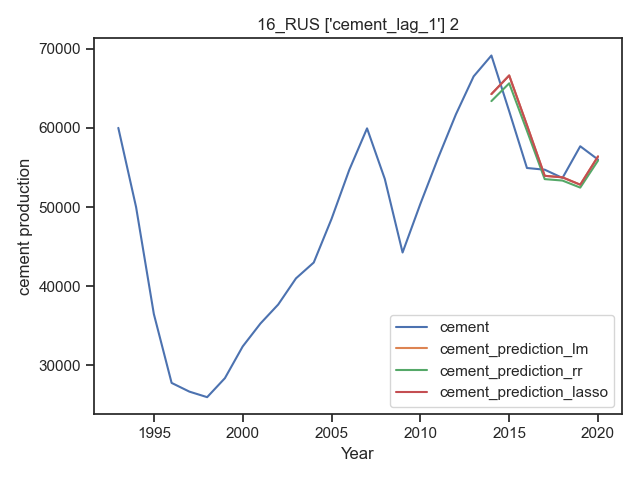 16_RUS ['cement_lag_1'] 2
70000
60000
50000
40000
30000
cement production
1995
2000
2005
2010
2015
2020
Year
cement
cement_prediction_lm
cement_prediction_rr
cement_prediction_lasso